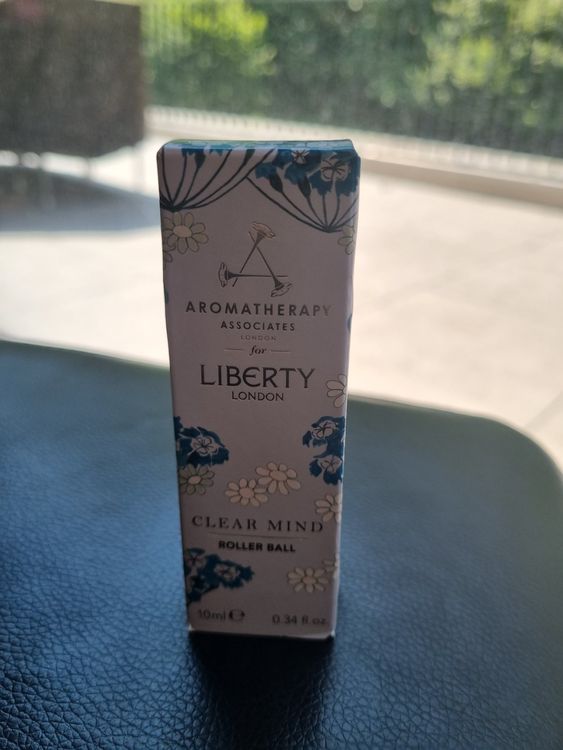 AROMATHERAPY
ASSOCIATES
LONDON
for
LIBERTY
LONDON
CLEAR MIND
ROLLER BALL
10ml ℮ 0.34 fl.oz